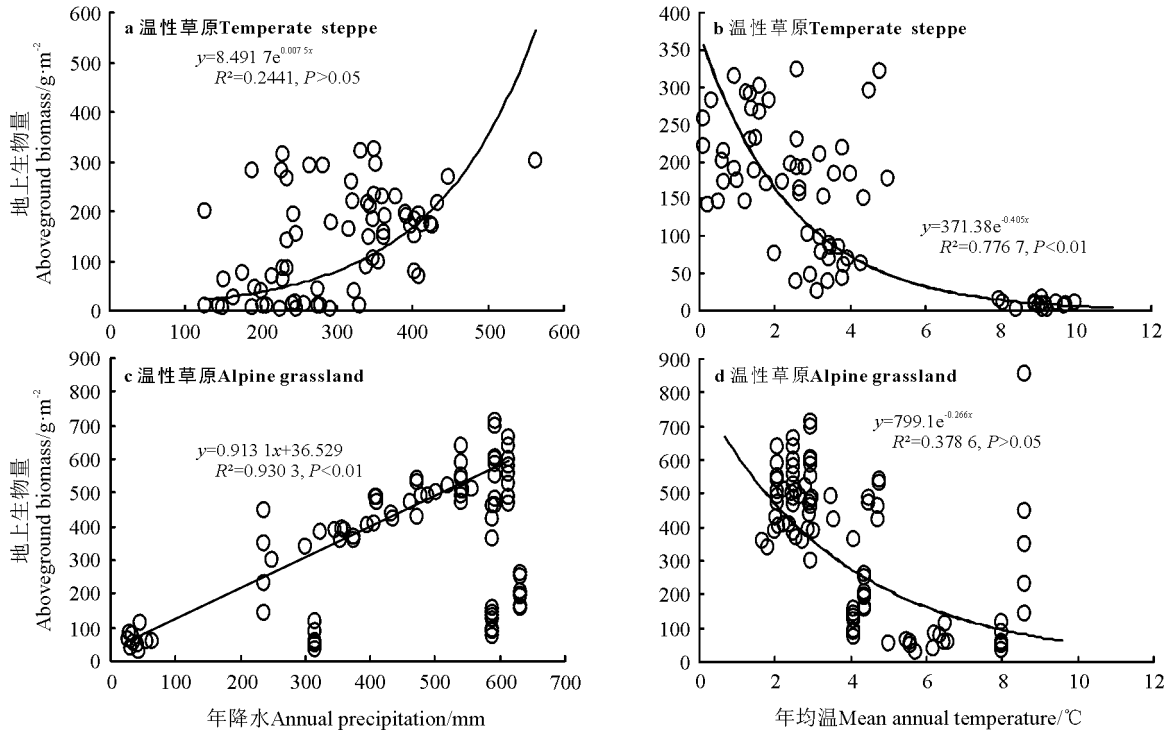 a 温性草原Temperate steppe
y=8.491 7e^0.007 5x
R²=0.2441, P>0.05
地上生物量
Aboveground biomass/g·m⁻²
600
500
400
300
200
100
0
0 100 200 300 400 500 600
b 温性草原Temperate steppe
y=371.38e^-0.405x
R²=0.776 7, P<0.01
400
350
300
250
200
150
100
50
0
0 2 4 6 8 10 12
c 温性草原Alpine grassland
y=0.913 1x+36.529
R²=0.930 3, P<0.01
地上生物量
Aboveground biomass/g·m⁻²
900
800
700
600
500
400
300
200
100
0
0 100 200 300 400 500 600 700
年降水Annual precipitation/mm
d 温性草原Alpine grassland
y=799.1e^-0.266x
R²=0.378 6, P>0.05
900
800
700
600
500
400
300
200
100
0
0 2 4 6 8 10 12
年均温Mean annual temperature/℃